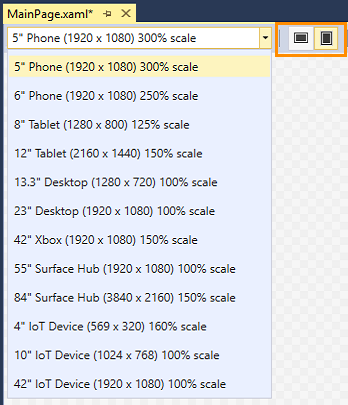 MainPage.xaml*
5" Phone (1920 x 1080) 300% scale
5" Phone (1920 x 1080) 300% scale
6" Phone (1920 x 1080) 250% scale
8" Tablet (1280 x 800) 125% scale
12" Tablet (2160 x 1440) 150% scale
13.3" Desktop (1280 x 720) 100% scale
23" Desktop (1920 x 1080) 100% scale
42" Xbox (1920 x 1080) 150% scale
55" Surface Hub (1920 x 1080) 100% scale
84" Surface Hub (3840 x 2160) 150% scale
4" IoT Device (569 x 320) 160% scale
10" IoT Device (1024 x 768) 100% scale
42" IoT Device (1920 x 1080) 100% scale